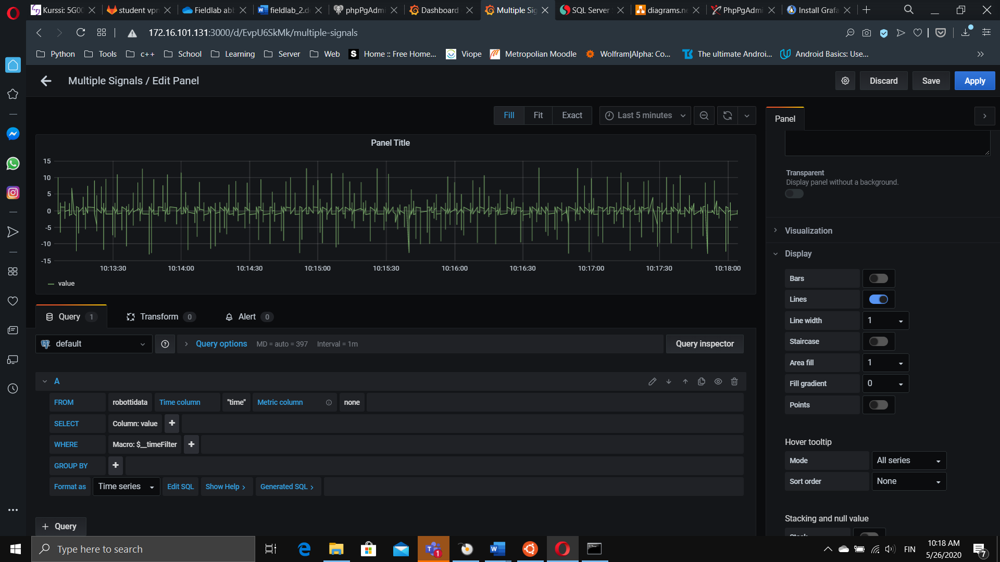 Kurssi: 5G00
student vpn
Fieldlab abb
fieldlab_2.d
phpPgAdmi
Dashboard
Multiple Sig
SQL Server
diagrams.ne
PhpPgAdmi
Install Grafa
172.16.101.131:3000/d/EvpU6SkMk/multiple-signals
Python
Tools
c++
School
Learning
Server
Web
Home :: Free Home...
Viope
Metropolian Moodle
Wolfram|Alpha: Co...
The ultimate Androi...
Android Basics: Use...
Multiple Signals / Edit Panel
Discard
Save
Apply
Fill
Fit
Exact
Last 5 minutes
Panel
Panel Title
15
10
5
0
-5
-10
-15
10:13:30
10:14:00
10:14:30
10:15:00
10:15:30
10:16:00
10:16:30
10:17:00
10:17:30
10:18:00
value
Transparent
Display panel without a background.
Visualization
Display
Bars
Lines
Line width
1
Staircase
Area fill
1
Fill gradient
0
Points
Hover tooltip
Mode
All series
Sort order
None
Stacking and null value
Query 1
Transform 0
Alert 0
default
Query options
MD = auto = 397
Interval = 1m
Query inspector
A
FROM
robottidata
Time column
"time"
Metric column
none
SELECT
Column: value
WHERE
Macro: $__timeFilter
GROUP BY
Format as
Time series
Edit SQL
Show Help
Generated SQL
+ Query
Type here to search
1
FIN
10:18 AM
5/26/2020
7